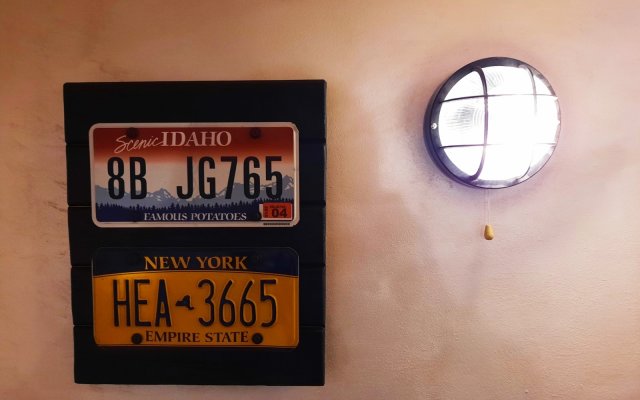 Scenic IDAHO
8B JG765
FAMOUS POTATOES
04
NEW YORK
HEA 3665
EMPIRE STATE